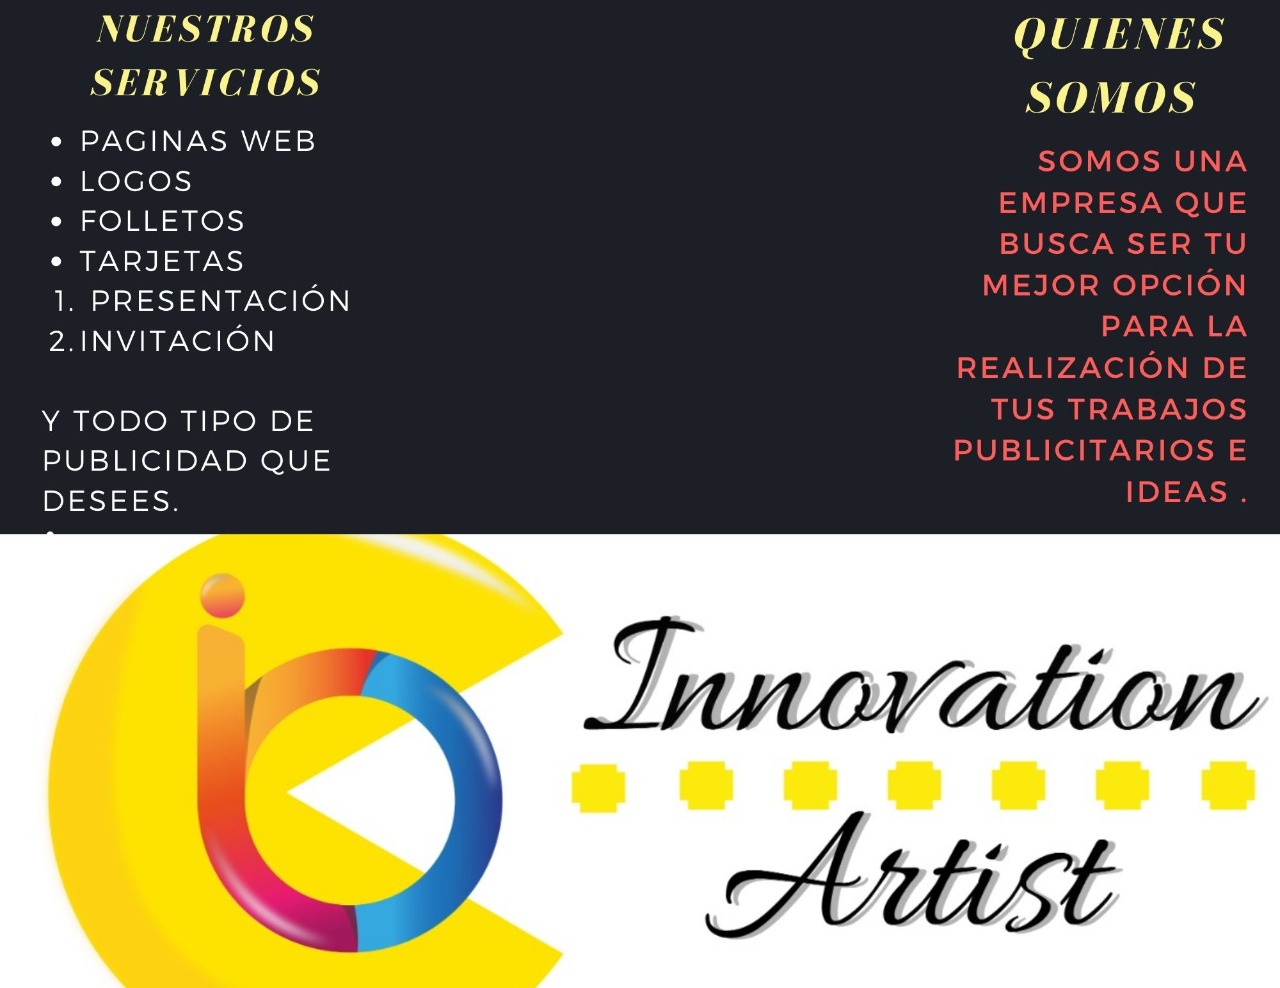 NUESTROS
SERVICIOS
• PAGINAS WEB
• LOGOS
• FOLLETOS
• TARJETAS
1. PRESENTACIÓN
2. INVITACIÓN
Y TODO TIPO DE
PUBLICIDAD QUE
DESEES.
QUIENES
SOMOS
SOMOS UNA
EMPRESA QUE
BUSCA SER TU
MEJOR OPCIÓN
PARA LA
REALIZACIÓN DE
TUS TRABAJOS
PUBLICITARIOS E
IDEAS .
Innovation
Artist